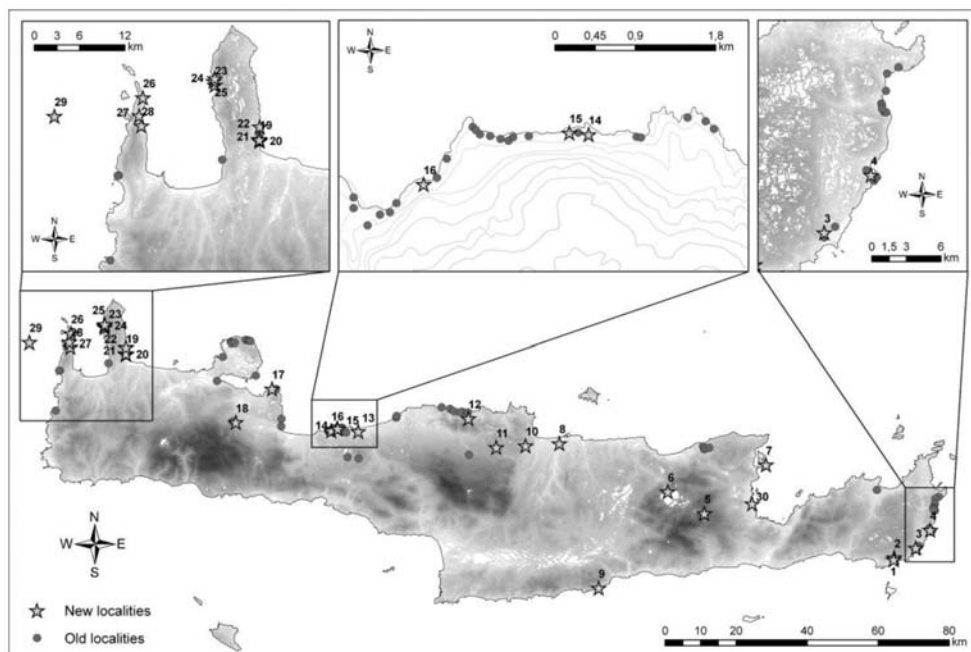 0 3 6 12
km
N
W E
S
24 23
25
26
29
27 28
22 19
21 20
N
W E
S
0 0,45 0,9 1,8
km
15 14
16
4
N
W E
S
3
0 1,5 3 6
km
25 23
24
26
29
28
27
22
19
21
20
17
18
16
14 15 13
12
11 10 8
7
6
5
30
4
2 3
1
9
N
W E
S
New localities
Old localities
0 20 40 60 80
km